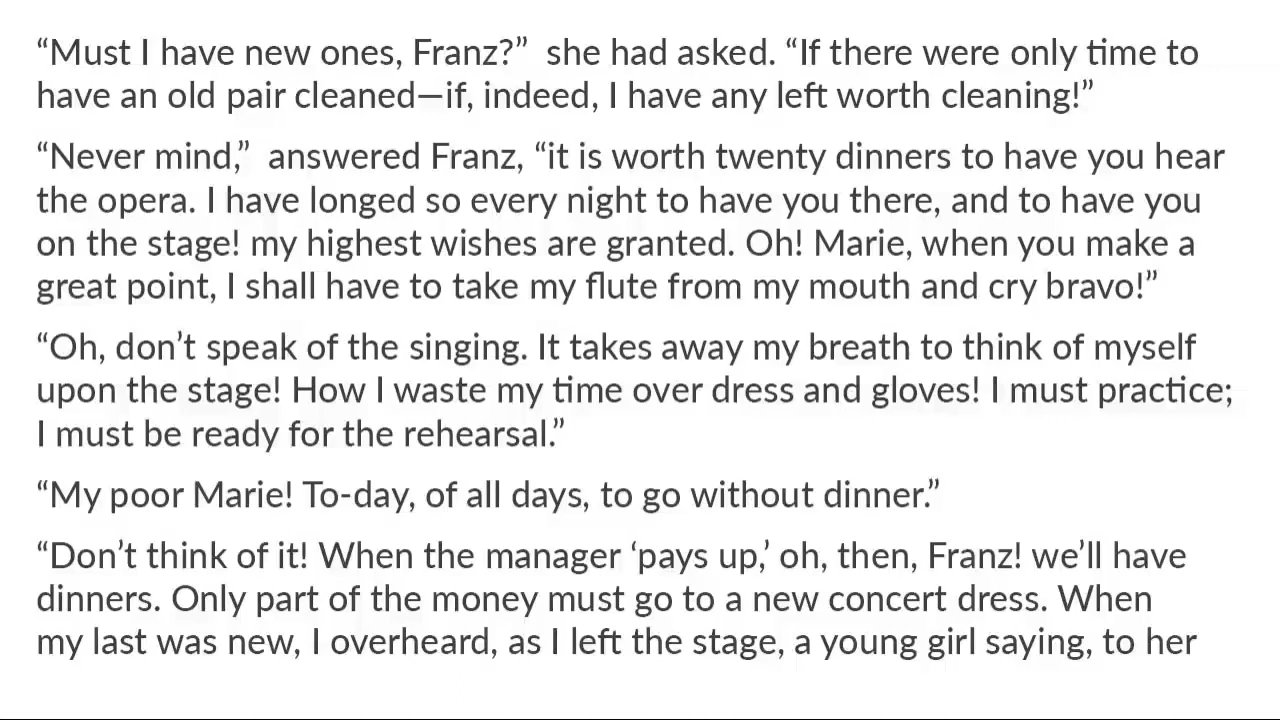 “Must I have new ones, Franz?”  she had asked. “If there were only time to
have an old pair cleaned—if, indeed, I have any left worth cleaning!”
“Never mind,”  answered Franz, “it is worth twenty dinners to have you hear
the opera. I have longed so every night to have you there, and to have you
on the stage! my highest wishes are granted. Oh! Marie, when you make a
great point, I shall have to take my flute from my mouth and cry bravo!”
“Oh, don’t speak of the singing. It takes away my breath to think of myself
upon the stage! How I waste my time over dress and gloves! I must practice;
I must be ready for the rehearsal.”
“My poor Marie! To-day, of all days, to go without dinner.”
“Don’t think of it! When the manager ‘pays up,’ oh, then, Franz! we’ll have
dinners. Only part of the money must go to a new concert dress. When
my last was new, I overheard, as I left the stage, a young girl saying, to her